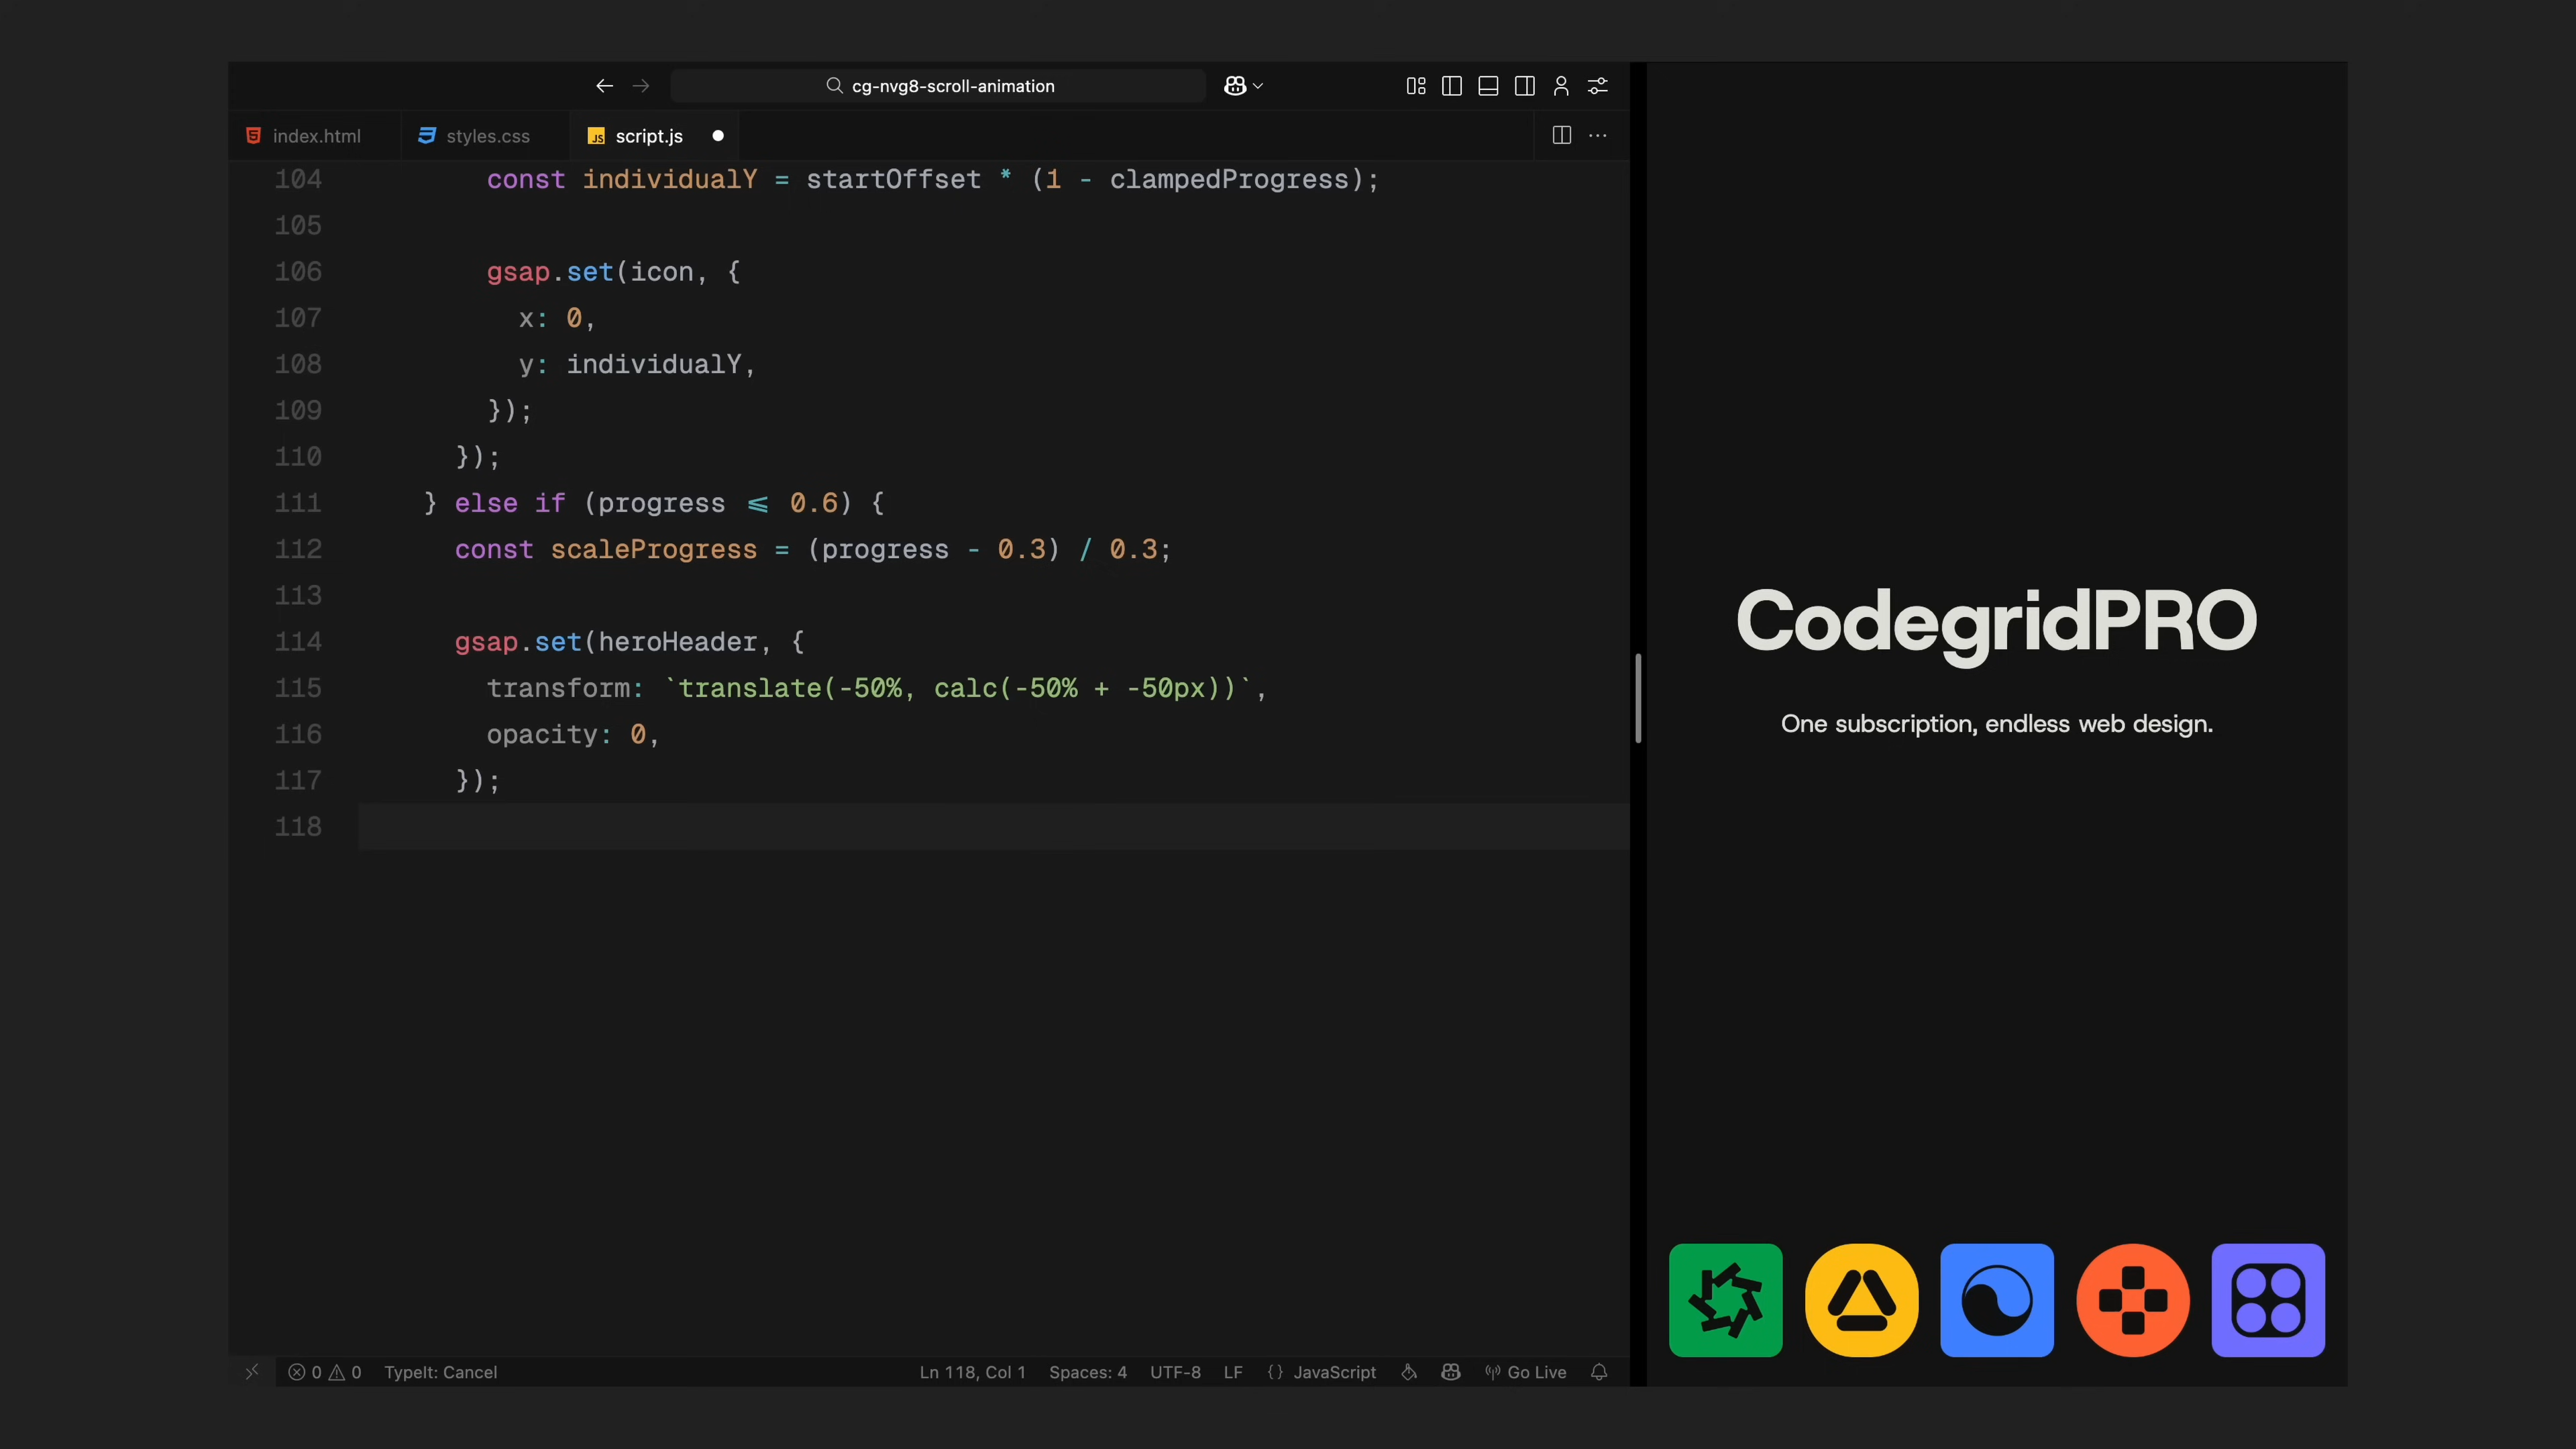 cg-nvg8-scroll-animation
index.html
styles.css
JS script.js
104 const individualY = startOffset * (1 - clampedProgress);
105
106 gsap.set(icon, {
107 x: 0,
108 y: individualY,
109 });
110 });
111 } else if (progress <= 0.6) {
112 const scaleProgress = (progress - 0.3) / 0.3;
113
114 gsap.set(heroHeader, {
115 transform: `translate(-50%, calc(-50% + -50px))`,
116 opacity: 0,
117 });
118
CodegridPRO
One subscription, endless web design.
0 0 TypeIt: Cancel Ln 118, Col 1 Spaces: 4 UTF-8 LF {} JavaScript Go Live